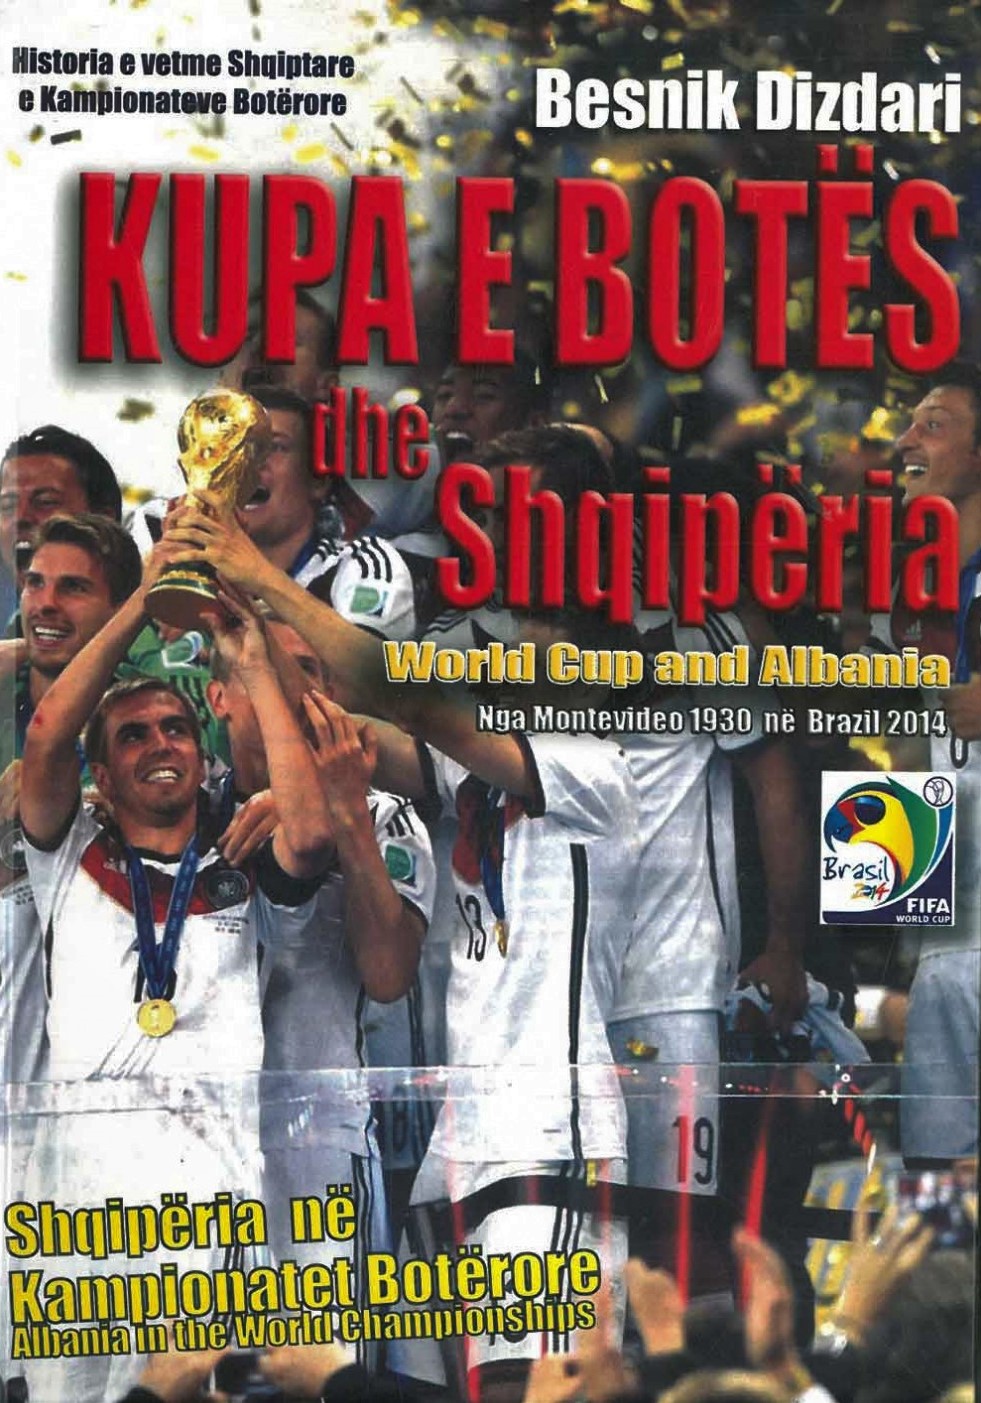 Historia e vetme Shqiptare
e Kampionateve Botërore
Besnik Dizdari
KUPA E BOTËS
dhe
Shqipëria
World Cup and Albania
Nga Montevideo 1930 në Brazil 2014
Brasil
2014
FIFA
WORLD CUP
13
19
Shqipëria në
Kampionatet Botërore
Albania in the World Championships